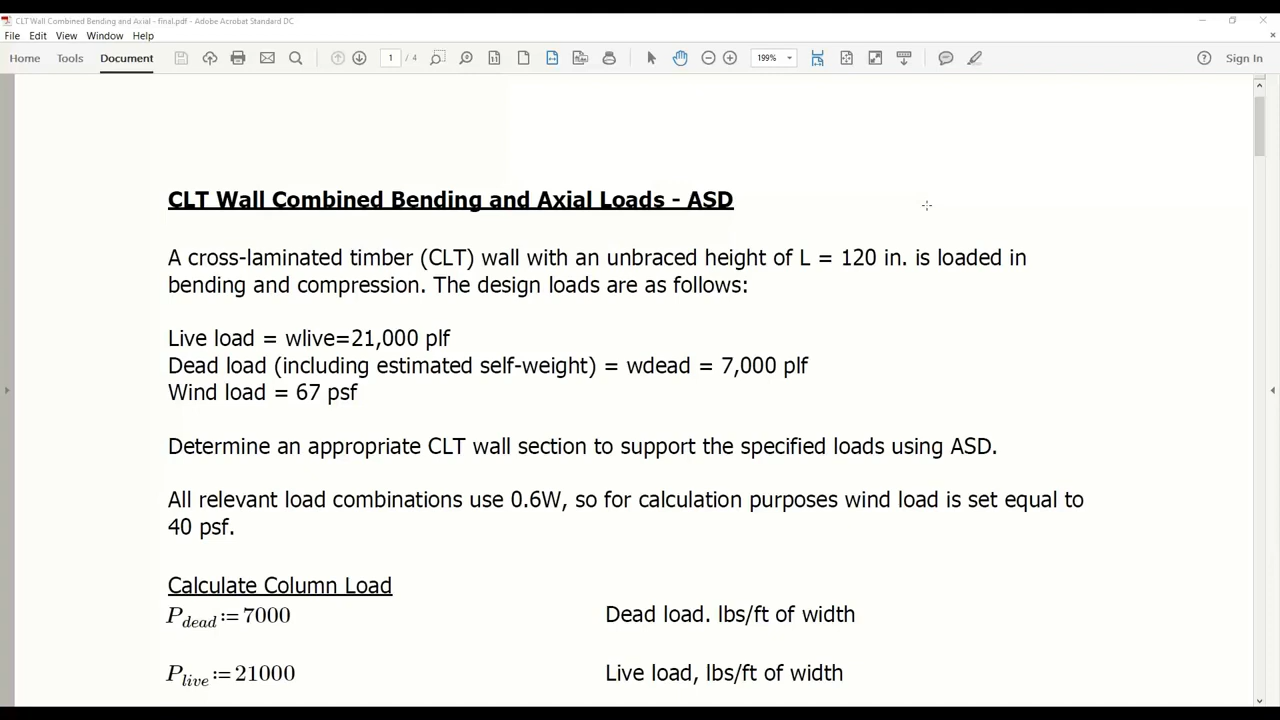 CLT Wall Combined Bending and Axial - final.pdf - Adobe Acrobat Standard DC
File Edit View Window Help
Home Tools Document 1 / 4 199% Sign In
CLT Wall Combined Bending and Axial Loads - ASD
A cross-laminated timber (CLT) wall with an unbraced height of L = 120 in. is loaded in
bending and compression. The design loads are as follows:
Live load = wlive=21,000 plf
Dead load (including estimated self-weight) = wdead = 7,000 plf
Wind load = 67 psf
Determine an appropriate CLT wall section to support the specified loads using ASD.
All relevant load combinations use 0.6W, so for calculation purposes wind load is set equal to
40 psf.
Calculate Column Load
P_dead := 7000 Dead load. lbs/ft of width
P_live := 21000 Live load, lbs/ft of width